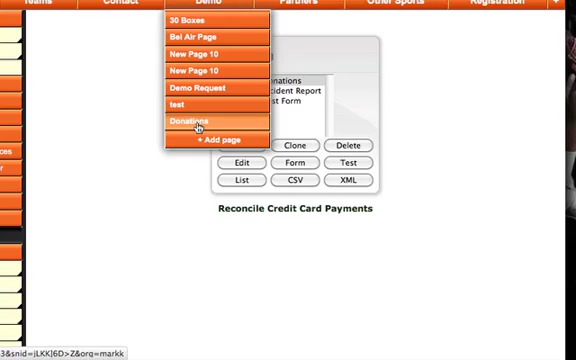 Teams Contact Demo Partners Other Sports Registration +
30 Boxes
Bel Air Page
New Page 10
New Page 10
Demo Request
test
Donations
+ Add page
onations
cident Report
st Form
Clone Delete
Edit Form Test
List CSV XML
Reconcile Credit Card Payments
ces
r
3&snid=jLKK|6D>Z&org=markk